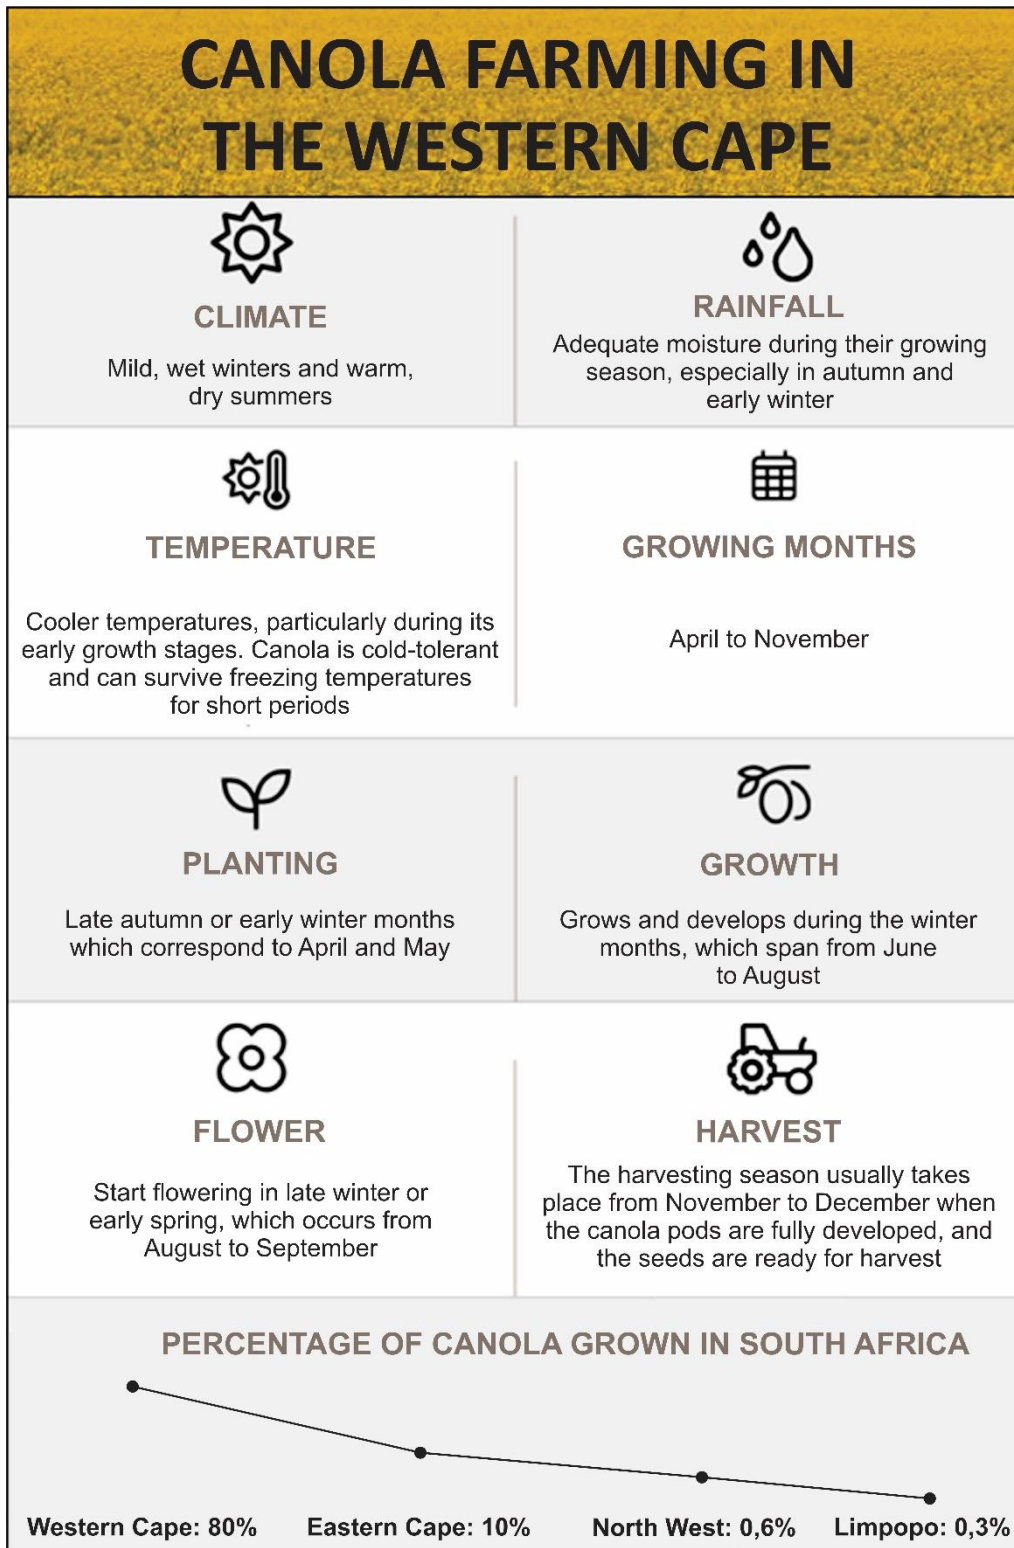 CANOLA FARMING IN
THE WESTERN CAPE
CLIMATE
Mild, wet winters and warm,
dry summers
RAINFALL
Adequate moisture during their growing
season, especially in autumn and
early winter
TEMPERATURE
Cooler temperatures, particularly during its
early growth stages. Canola is cold-tolerant
and can survive freezing temperatures
for short periods
GROWING MONTHS
April to November
PLANTING
Late autumn or early winter months
which correspond to April and May
GROWTH
Grows and develops during the winter
months, which span from June
to August
FLOWER
Start flowering in late winter or
early spring, which occurs from
August to September
HARVEST
The harvesting season usually takes
place from November to December when
the canola pods are fully developed, and
the seeds are ready for harvest
PERCENTAGE OF CANOLA GROWN IN SOUTH AFRICA
Western Cape: 80% Eastern Cape: 10% North West: 0,6% Limpopo: 0,3%